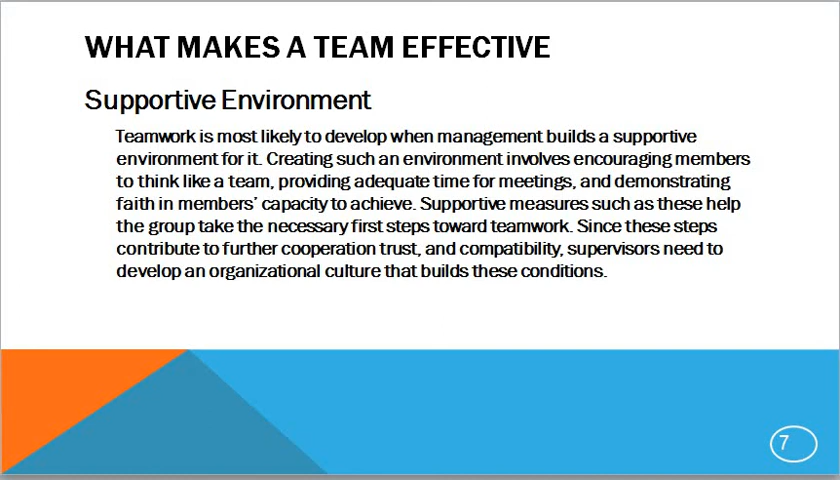 WHAT MAKES A TEAM EFFECTIVE
Supportive Environment
Teamwork is most likely to develop when management builds a supportive
environment for it. Creating such an environment involves encouraging members
to think like a team, providing adequate time for meetings, and demonstrating
faith in members’ capacity to achieve. Supportive measures such as these help
the group take the necessary first steps toward teamwork. Since these steps
contribute to further cooperation trust, and compatibility, supervisors need to
develop an organizational culture that builds these conditions.
7